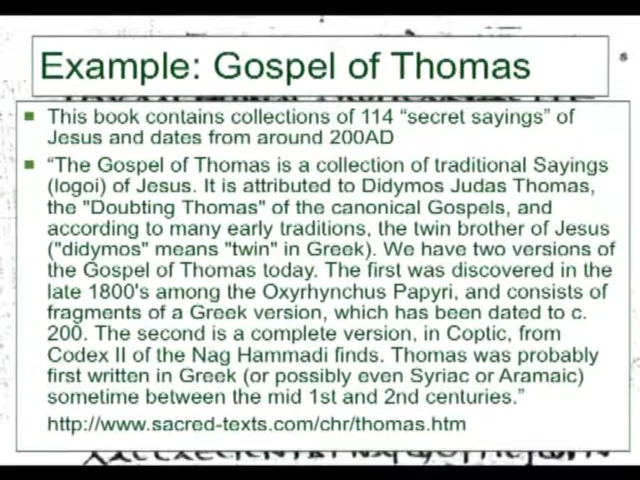 Example: Gospel of Thomas
This book contains collections of 114 “secret sayings” of
Jesus and dates from around 200AD
“The Gospel of Thomas is a collection of traditional Sayings
(logoi) of Jesus. It is attributed to Didymos Judas Thomas,
the "Doubting Thomas" of the canonical Gospels, and
according to many early traditions, the twin brother of Jesus
("didymos" means "twin" in Greek). We have two versions of
the Gospel of Thomas today. The first was discovered in the
late 1800's among the Oxyrhynchus Papyri, and consists of
fragments of a Greek version, which has been dated to c.
200. The second is a complete version, in Coptic, from
Codex II of the Nag Hammadi finds. Thomas was probably
first written in Greek (or possibly even Syriac or Aramaic)
sometime between the mid 1st and 2nd centuries.”
http://www.sacred-texts.com/chr/thomas.htm